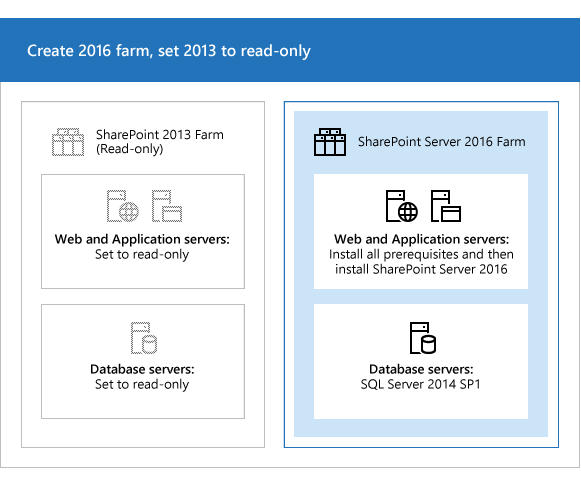 Create 2016 farm, set 2013 to read-only
SharePoint 2013 Farm
(Read-only)
Web and Application servers:
Set to read-only
Database servers:
Set to read-only
SharePoint Server 2016 Farm
Web and Application servers:
Install all prerequisites and then
install SharePoint Server 2016
Database servers:
SQL Server 2014 SP1